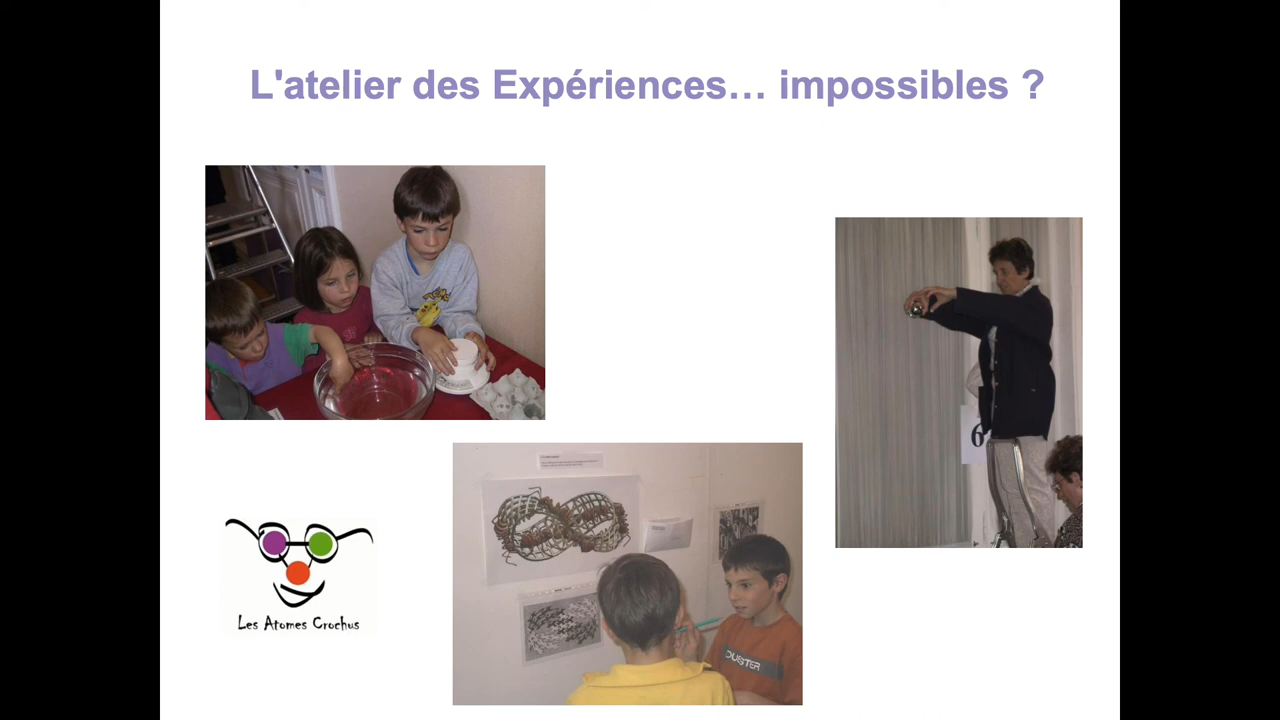 L'atelier des Expériences… impossibles ?
6
DUSTER
Les Atomes Crochus